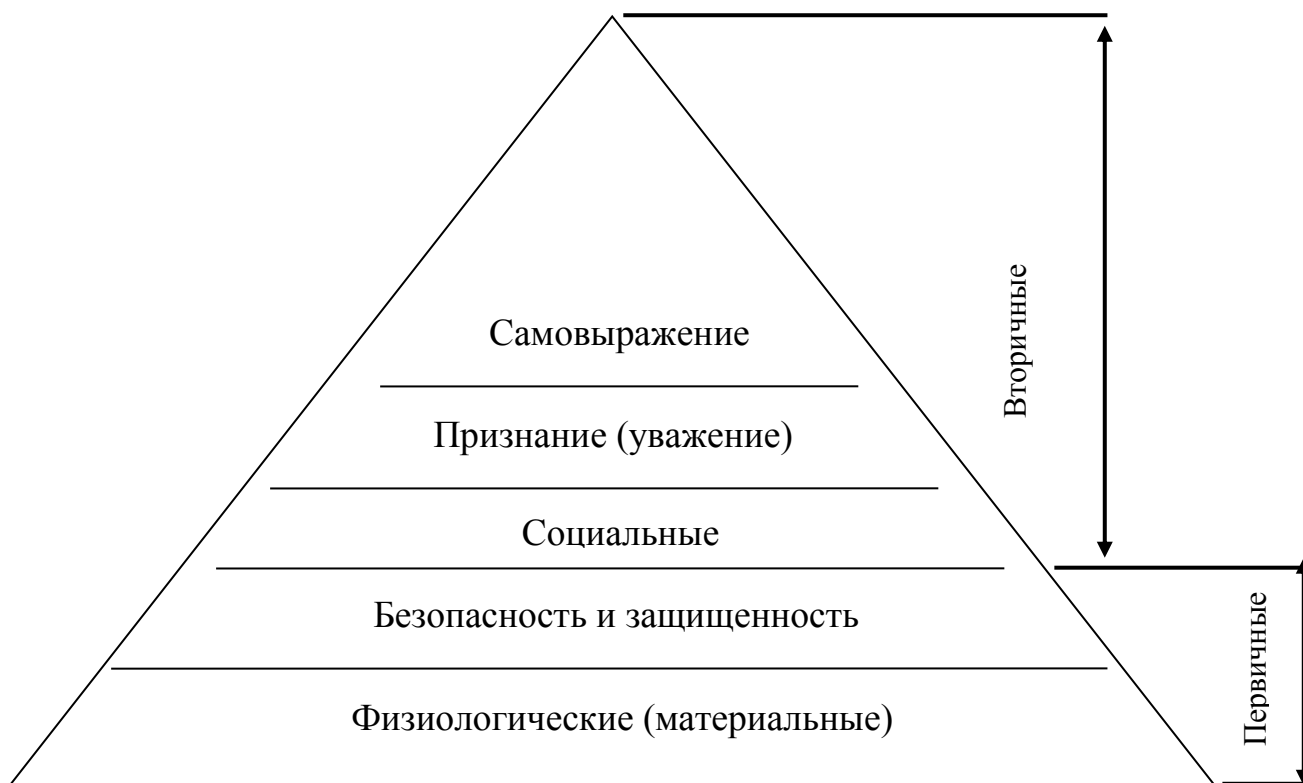 Самовыражение
Признание (уважение)
Социальные
Безопасность и защищенность
Физиологические (материальные)
Вторичные
Первичные